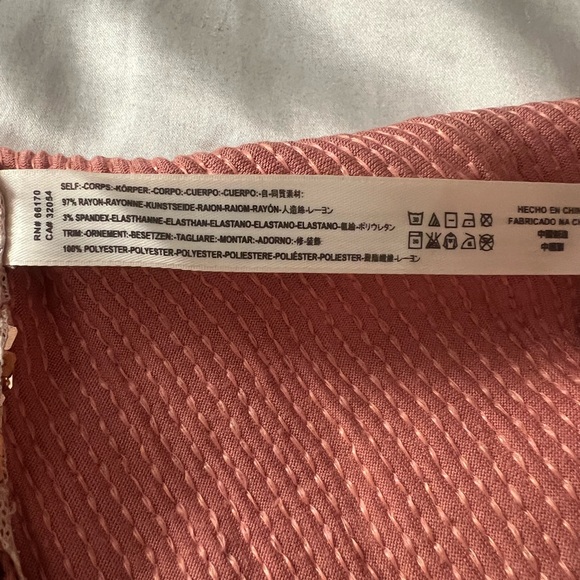 RN# 66170
CA# 32054
SELF:-CORPS:-KÖRPER:-CORPO:-CUERPO:-CUERPO:-自-同質素材:
97% RAYON-RAYONNE-KUNSTSEIDE-RAION-RAIOM-RAYÓN-人造絲-レーヨン
3% SPANDEX-ELASTHANNE-ELASTHAN-ELASTANO-ELASTANO-ELASTANO-氨綸-ポリウレタン
TRIM:-ORNEMENT:-BESETZEN:-TAGLIARE:-MONTAR:-ADORNO:-修-装飾
100% POLYESTER-POLYESTER-POLYESTER-POLIESTERE-POLIÉSTER-POLIESTER-聚酯纖維-レーヨン
HECHO EN CHIN
FABRICADO NA C
中國製造
中国製